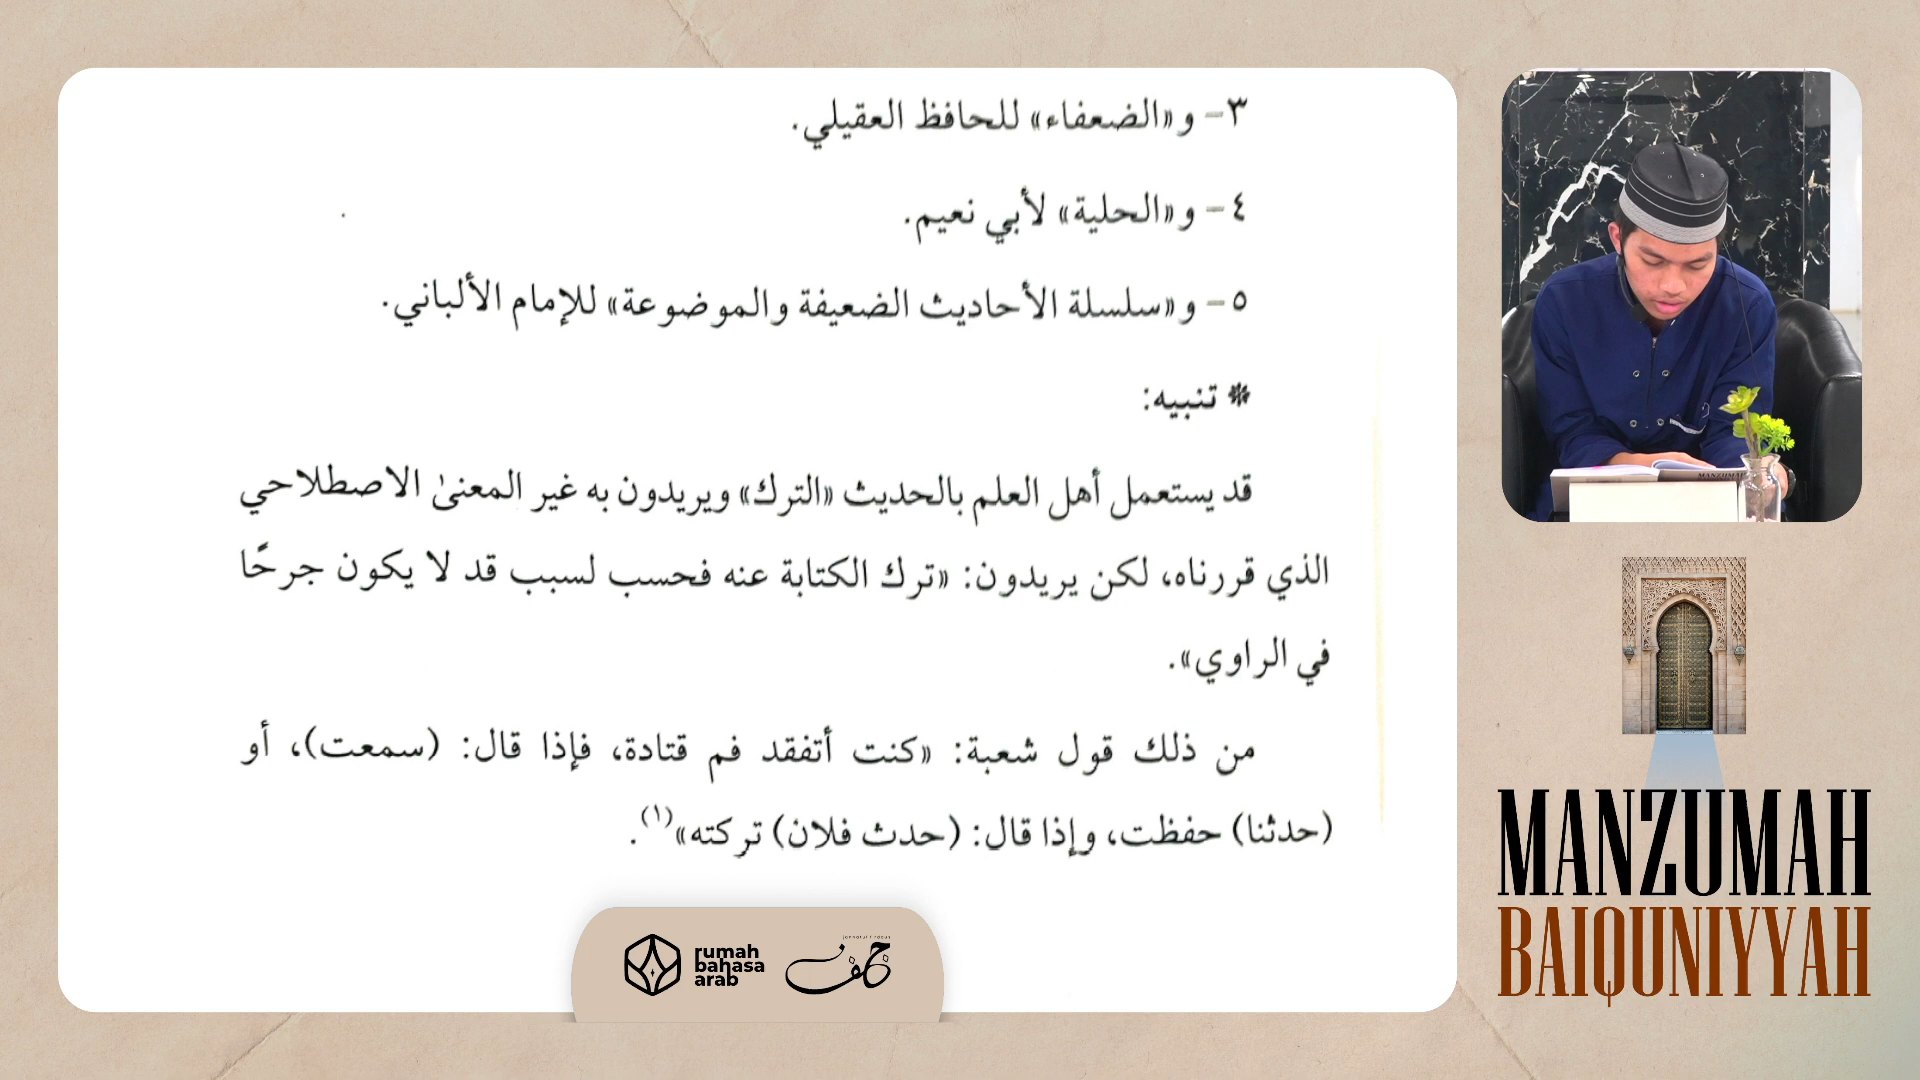 ٣- و«الضعفاء» للحافظ العقيلي.
٤- و«الحلية» لأبي نعيم.
٥- و«سلسلة الأحاديث الضعيفة والموضوعة» للإمام الألباني.
* تنبيه:
قد يستعمل أهل العلم بالحديث «الترك» ويريدون به غير المعنىٰ الاصطلاحي
الذي قررناه، لكن يريدون: «ترك الكتابة عنه فحسب لسبب قد لا يكون جرحًا
في الراوي».
من ذلك قول شعبة: «كنت أتفقد فم قتادة، فإذا قال: (سمعت)، أو
(حدثنا) حفظت، وإذا قال: (حدث فلان) تركته»(١).
rumah
bahasa
arab
MANZUMAH
MANZUMAH
BAIQUNIYYAH